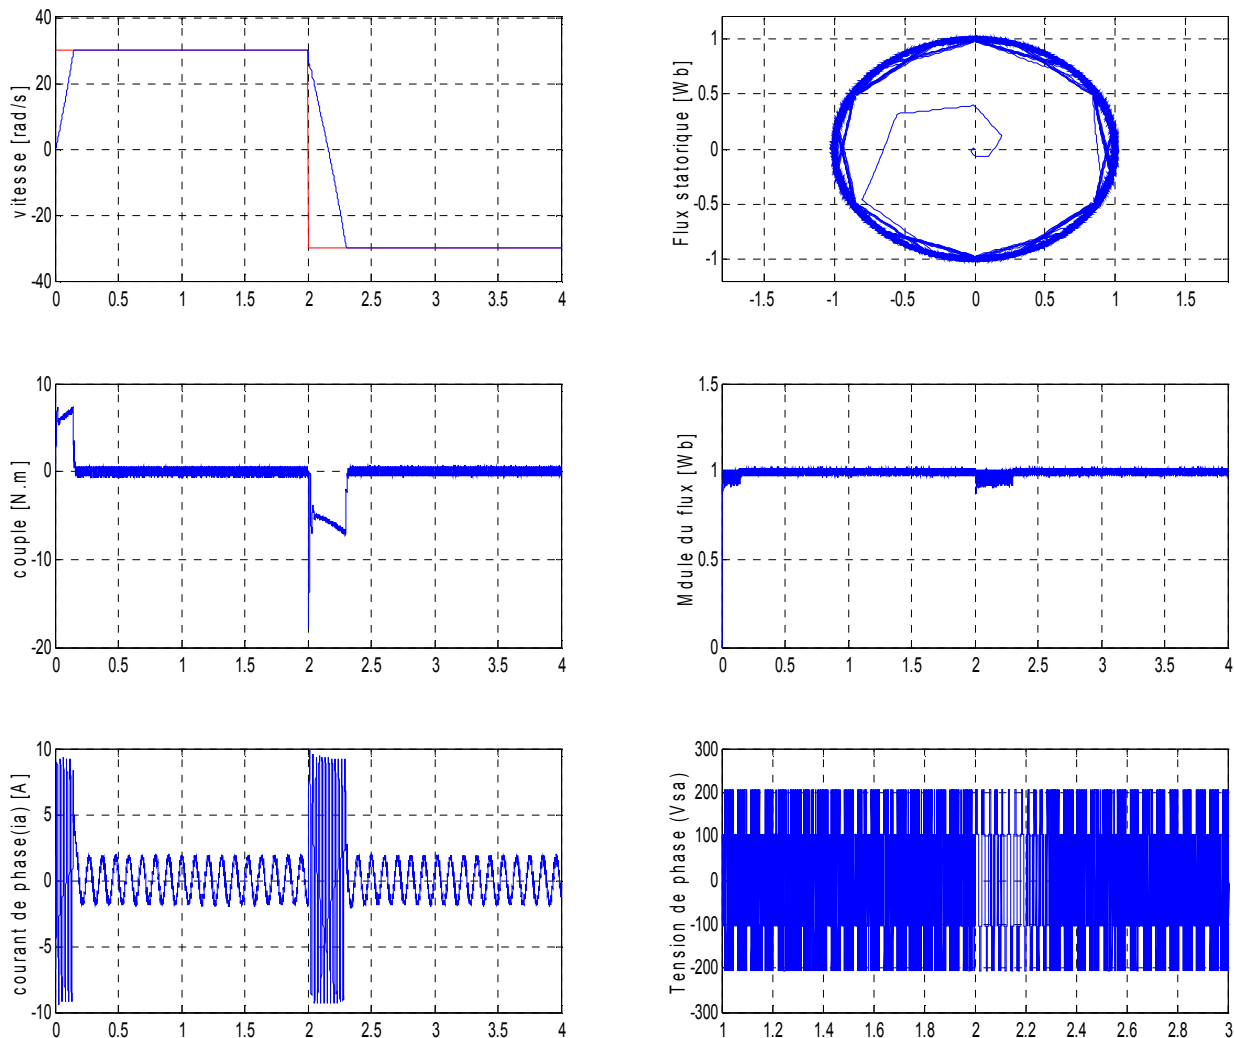 40
20
0
-20
-40
vitesse [rad/s]
0 0.5 1 1.5 2 2.5 3 3.5 4
1
0.5
0
-0.5
-1
Flux statorique [Wb]
-1.5 -1 -0.5 0 0.5 1 1.5
10
0
-10
-20
couple [N.m]
0 0.5 1 1.5 2 2.5 3 3.5 4
1.5
1
0.5
0
Mdule du flux [Wb]
0 0.5 1 1.5 2 2.5 3 3.5 4
10
5
0
-5
-10
courant de phase(ia) [A]
0 0.5 1 1.5 2 2.5 3 3.5 4
300
200
100
0
-100
-200
-300
Tension de phase (Vsa)
1 1.2 1.4 1.6 1.8 2 2.2 2.4 2.6 2.8 3